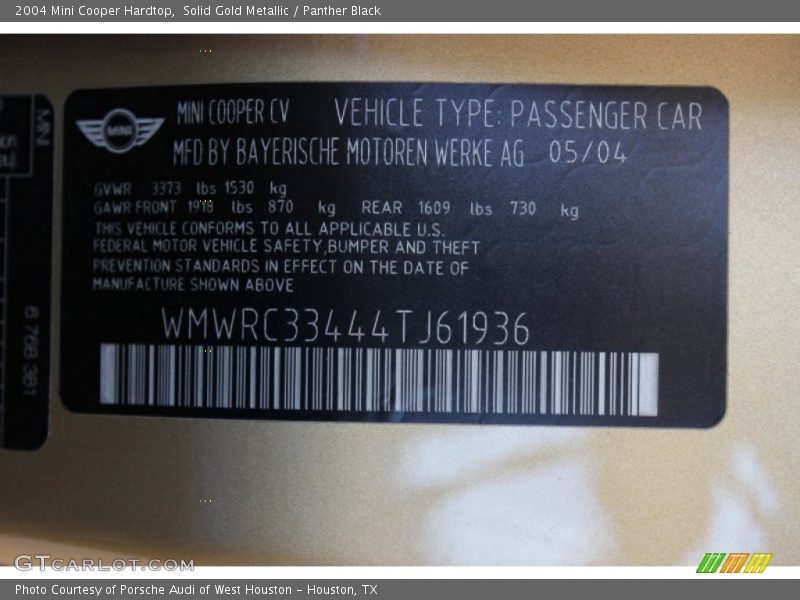 2004 Mini Cooper Hardtop,  Solid Gold Metallic / Panther Black
MINI COOPER CV VEHICLE TYPE: PASSENGER CAR
MINI
MFD BY BAYERISCHE MOTOREN WERKE AG 05/04
GVWR 3373 lbs 1530 kg
GAWR FRONT 1918 lbs 870 kg REAR 1609 lbs 730 kg
THIS VEHICLE CONFORMS TO ALL APPLICABLE U.S.
FEDERAL MOTOR VEHICLE SAFETY,BUMPER AND THEFT
PREVENTION STANDARDS IN EFFECT ON THE DATE OF
MANUFACTURE SHOWN ABOVE
WMWRC33444TJ61936
MIN
6 768 381
GTCARLOT.COM
Photo Courtesy of Porsche Audi of West Houston - Houston, TX